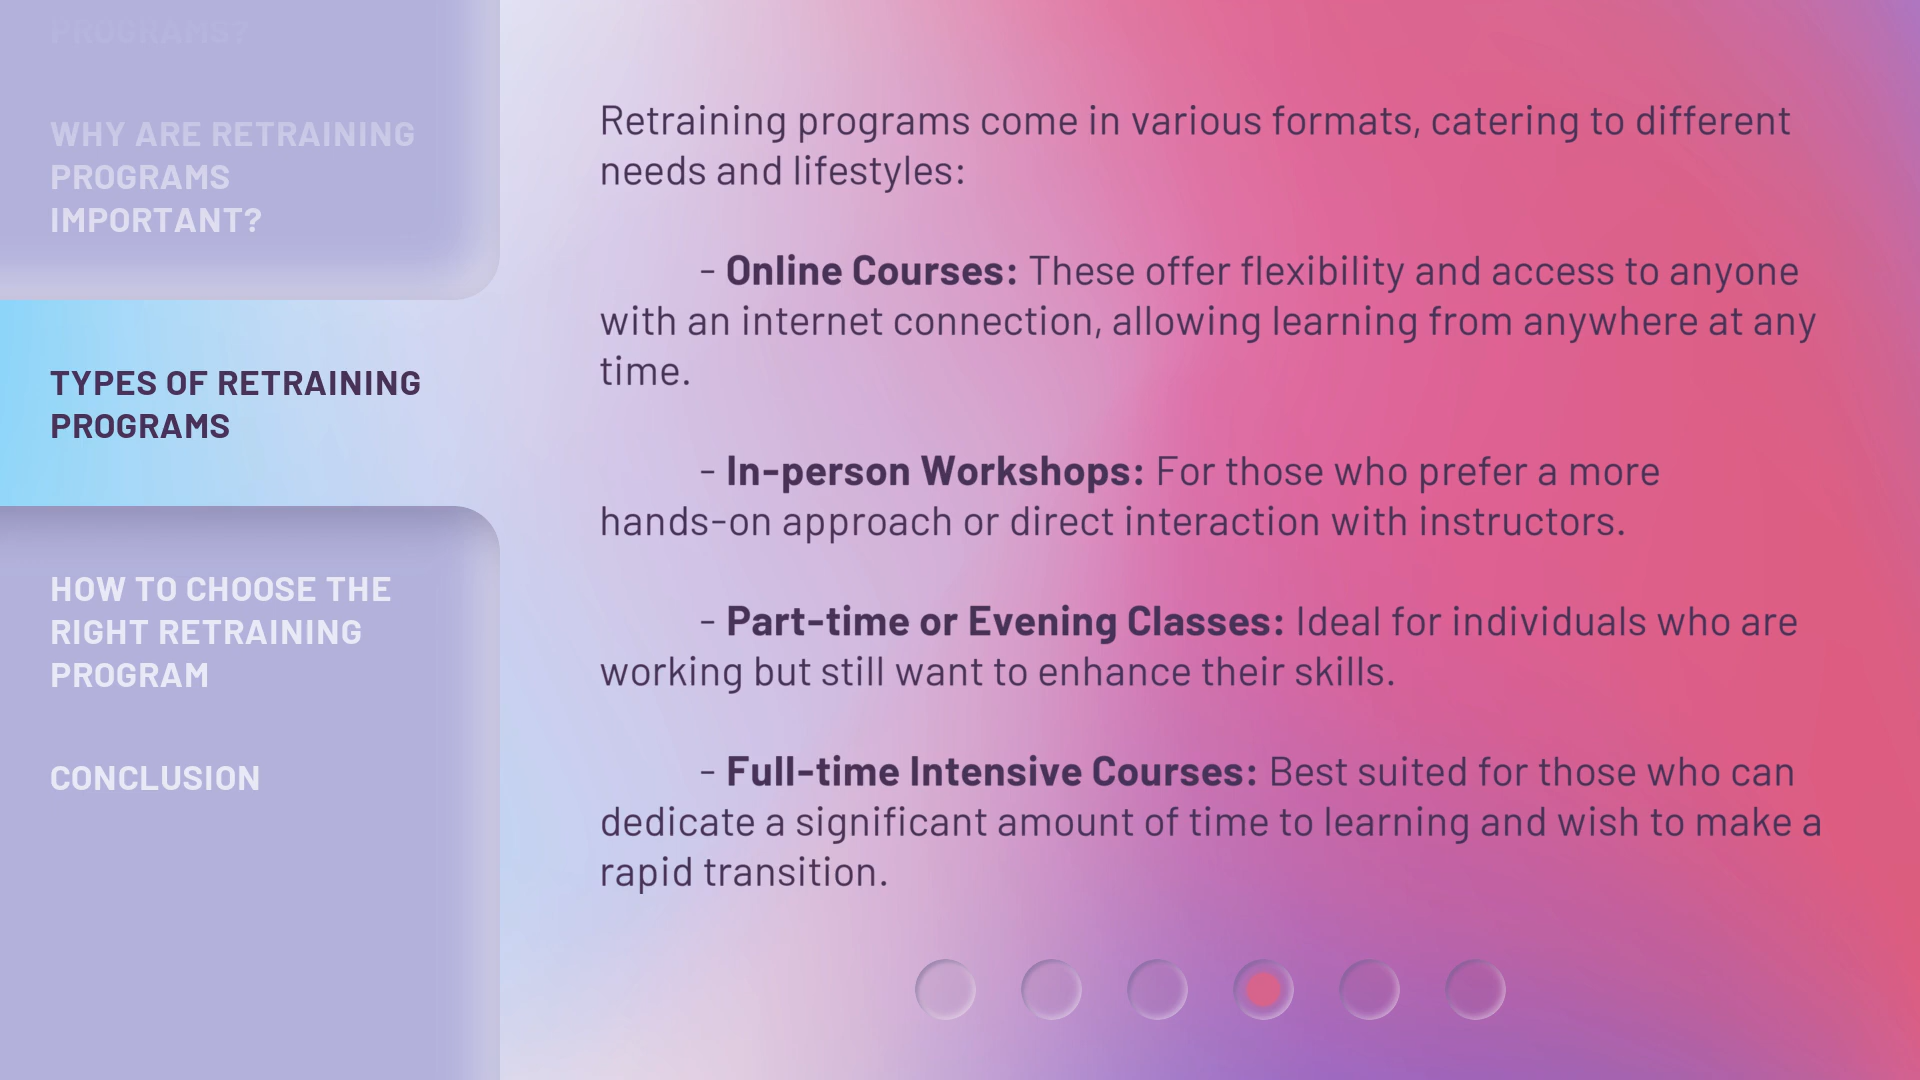 PROGRAMS?
WHY ARE RETRAINING
PROGRAMS
IMPORTANT?
TYPES OF RETRAINING
PROGRAMS
HOW TO CHOOSE THE
RIGHT RETRAINING
PROGRAM
CONCLUSION
Retraining programs come in various formats, catering to different
needs and lifestyles:
- Online Courses: These offer flexibility and access to anyone
with an internet connection, allowing learning from anywhere at any
time.
- In-person Workshops: For those who prefer a more
hands-on approach or direct interaction with instructors.
- Part-time or Evening Classes: Ideal for individuals who are
working but still want to enhance their skills.
- Full-time Intensive Courses: Best suited for those who can
dedicate a significant amount of time to learning and wish to make a
rapid transition.